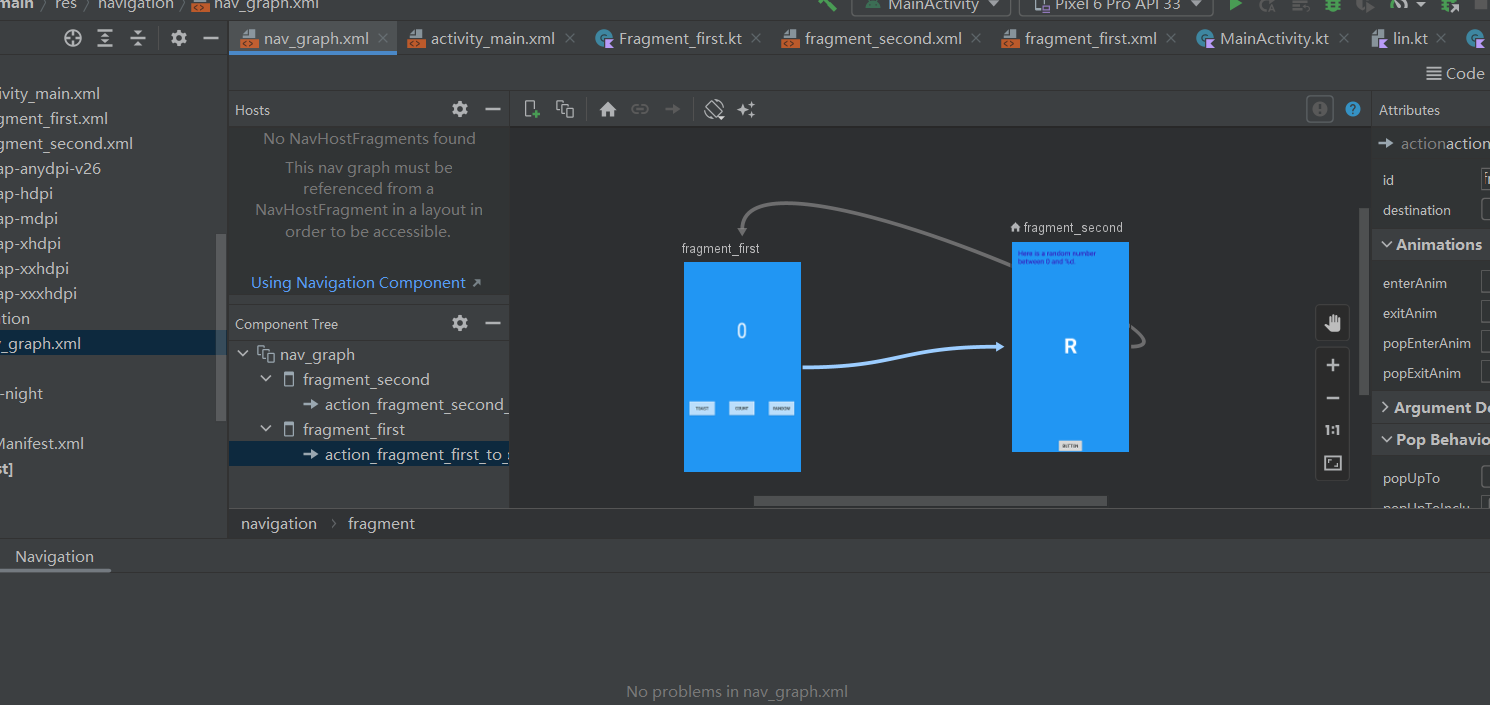 main / res / navigation / nav_graph.xml
MainActivity
Pixel 6 Pro API 33
nav_graph.xml
activity_main.xml
Fragment_first.kt
fragment_second.xml
fragment_first.xml
MainActivity.kt
lin.kt
Code
ivity_main.xml
gment_first.xml
gment_second.xml
ap-anydpi-v26
ap-hdpi
ap-mdpi
ap-xhdpi
ap-xxhdpi
ap-xxxhdpi
tion
_graph.xml
-night
Manifest.xml
st]
Hosts
No NavHostFragments found
This nav graph must be
referenced from a
NavHostFragment in a layout in
order to be accessible.
Using Navigation Component
Component Tree
nav_graph
fragment_second
action_fragment_second_
fragment_first
action_fragment_first_to_s
fragment_first
0
TOAST
COUNT
RANDOM
fragment_second
Here is a random number
between 0 and %d.
R
BUTTON
1:1
Attributes
actionaction
id
destination
Animations
enterAnim
exitAnim
popEnterAnim
popExitAnim
Argument De
Pop Behavio
popUpTo
popUpToInclu
navigation > fragment
Navigation
No problems in nav_graph.xml